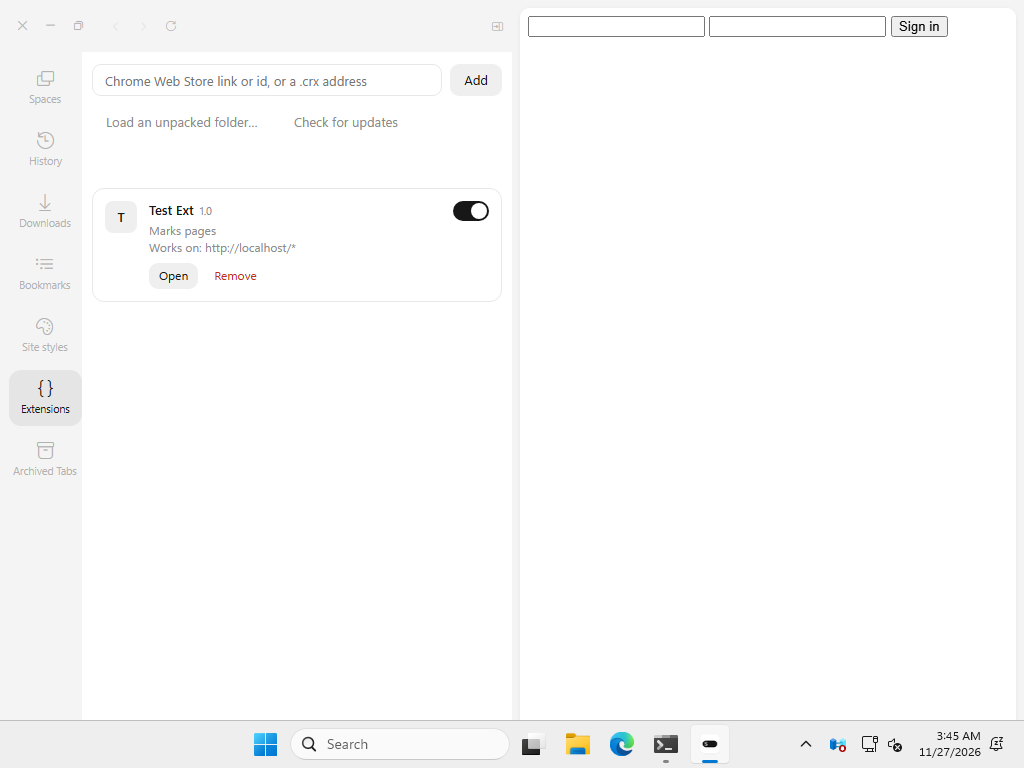 Sign in
Chrome Web Store link or id, or a .crx address
Add
Load an unpacked folder...
Check for updates
Spaces
History
Downloads
Bookmarks
Site styles
{ }
Extensions
Archived Tabs
T
Test Ext 1.0
Marks pages
Works on: http://localhost/*
Open
Remove
Search
3:45 AM
11/27/2026